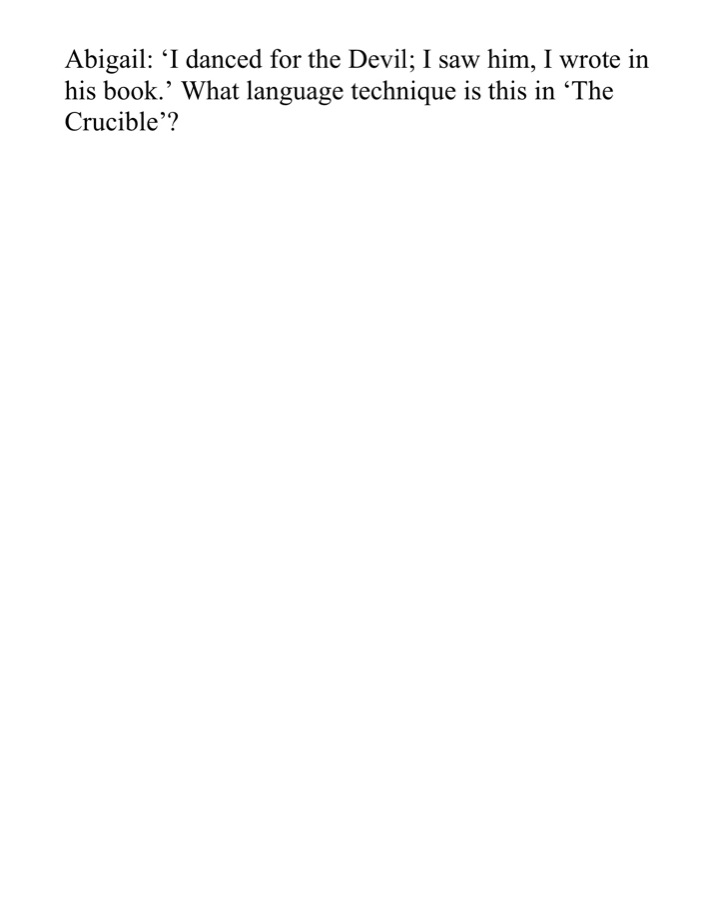 Abigail: ‘I danced for the Devil; I saw him, I wrote in
his book.’ What language technique is this in ‘The
Crucible’?